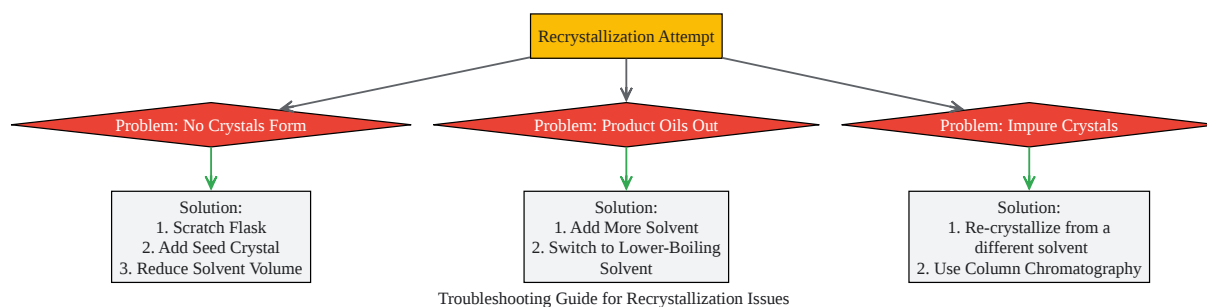 Recrystallization Attempt
Problem: No Crystals Form
Problem: Product Oils Out
Problem: Impure Crystals
Solution:
1. Scratch Flask
2. Add Seed Crystal
3. Reduce Solvent Volume
Solution:
1. Add More Solvent
2. Switch to Lower-Boiling
Solvent
Solution:
1. Re-crystallize from a
different solvent
2. Use Column Chromatography
Troubleshooting Guide for Recrystallization Issues